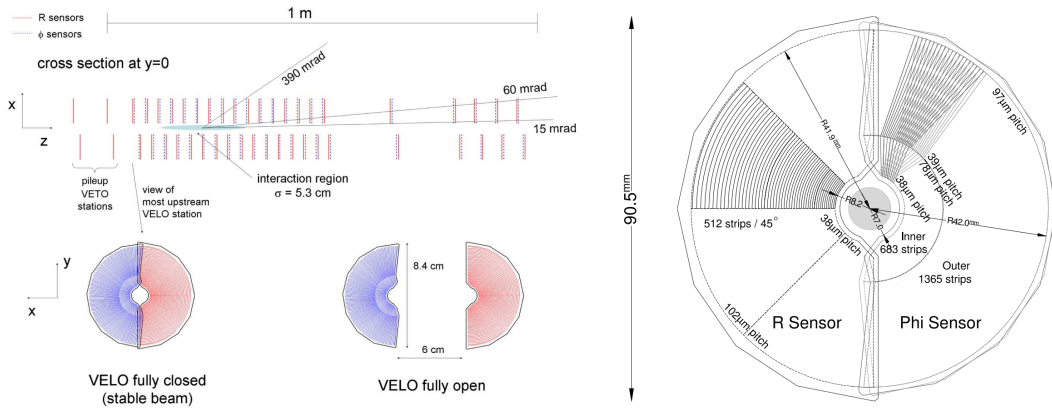 R sensors
ϕ sensors
1 m
cross section at y=0
390 mrad
60 mrad
15 mrad
x
z
pileup
VETO
stations
view of
most upstream
VELO station
interaction region
σ = 5.3 cm
y
x
8.4 cm
6 cm
VELO fully closed
(stable beam)
VELO fully open
90.5mm
R41.9mm
97μm pitch
39μm pitch
78μm pitch
38μm pitch
R8.2
R7.0
R42.0mm
512 strips / 45°
38μm pitch
Inner
683 strips
Outer
1365 strips
102μm pitch
R Sensor
Phi Sensor